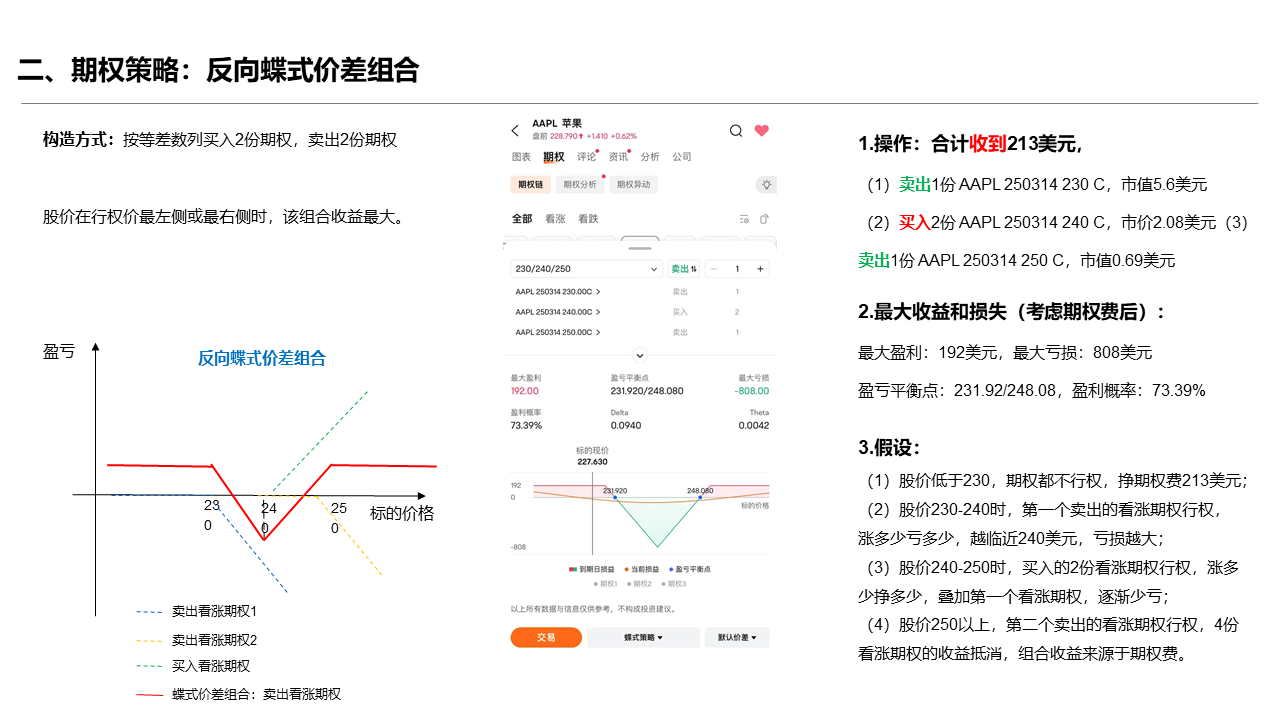 二、期权策略：反向蝶式价差组合
构造方式：按等差数列买入2份期权，卖出2份期权
股价在行权价最左侧或最右侧时，该组合收益最大。
盈亏
反向蝶式价差组合
23
0
24
0
25
0
标的价格
卖出看涨期权1
卖出看涨期权2
买入看涨期权
蝶式价差组合：卖出看涨期权
AAPL 苹果
盘前 228.790 +1.410 +0.62%
图表 期权 评论 资讯 分析 公司
期权链 期权分析 期权异动
全部 看涨 看跌
230/240/250 卖出 1
AAPL 250314 230.00C 卖出 1
AAPL 250314 240.00C 买入 2
AAPL 250314 250.00C 卖出 1
最大盈利 盈亏平衡点 最大亏损
192.00 231.920/248.080 -808.00
盈利概率 Delta Theta
73.39% 0.0940 0.0042
标的现价
227.630
192
0
231.920 248.080
标的价格
-808
到期日损益 当前损益 盈亏平衡点
期权1 期权2 期权3
以上所有数据与信息仅供参考，不构成投资建议。
交易 蝶式策略 默认价差
1.操作：合计收到213美元，
（1）卖出1份 AAPL 250314 230 C，市值5.6美元
（2）买入2份 AAPL 250314 240 C，市价2.08美元（3）
卖出1份 AAPL 250314 250 C，市值0.69美元
2.最大收益和损失（考虑期权费后）：
最大盈利：192美元，最大亏损：808美元
盈亏平衡点：231.92/248.08，盈利概率：73.39%
3.假设：
（1）股价低于230，期权都不行权，挣期权费213美元；
（2）股价230-240时，第一个卖出的看涨期权行权，
涨多少亏多少，越临近240美元，亏损越大；
（3）股价240-250时，买入的2份看涨期权行权，涨多
少挣多少，叠加第一个看涨期权，逐渐少亏；
（4）股价250以上，第二个卖出的看涨期权行权，4份
看涨期权的收益抵消，组合收益来源于期权费。